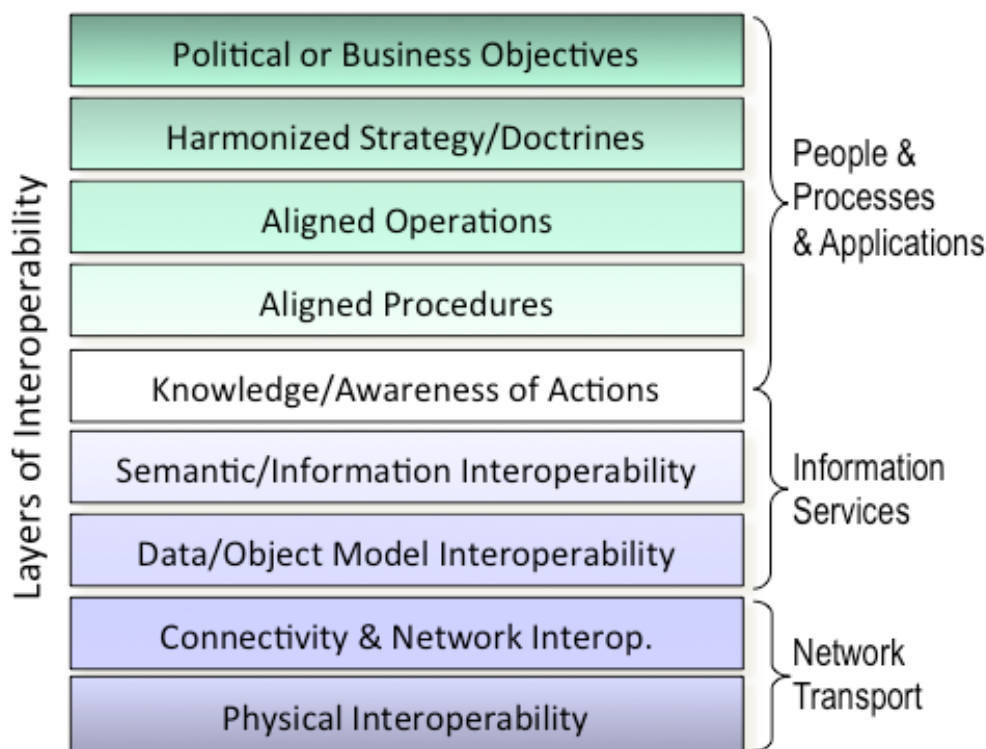 Layers of Interoperability
Political or Business Objectives
Harmonized Strategy/Doctrines
Aligned Operations
Aligned Procedures
Knowledge/Awareness of Actions
Semantic/Information Interoperability
Data/Object Model Interoperability
Connectivity & Network Interop.
Physical Interoperability
People &
Processes
& Applications
Information
Services
Network
Transport